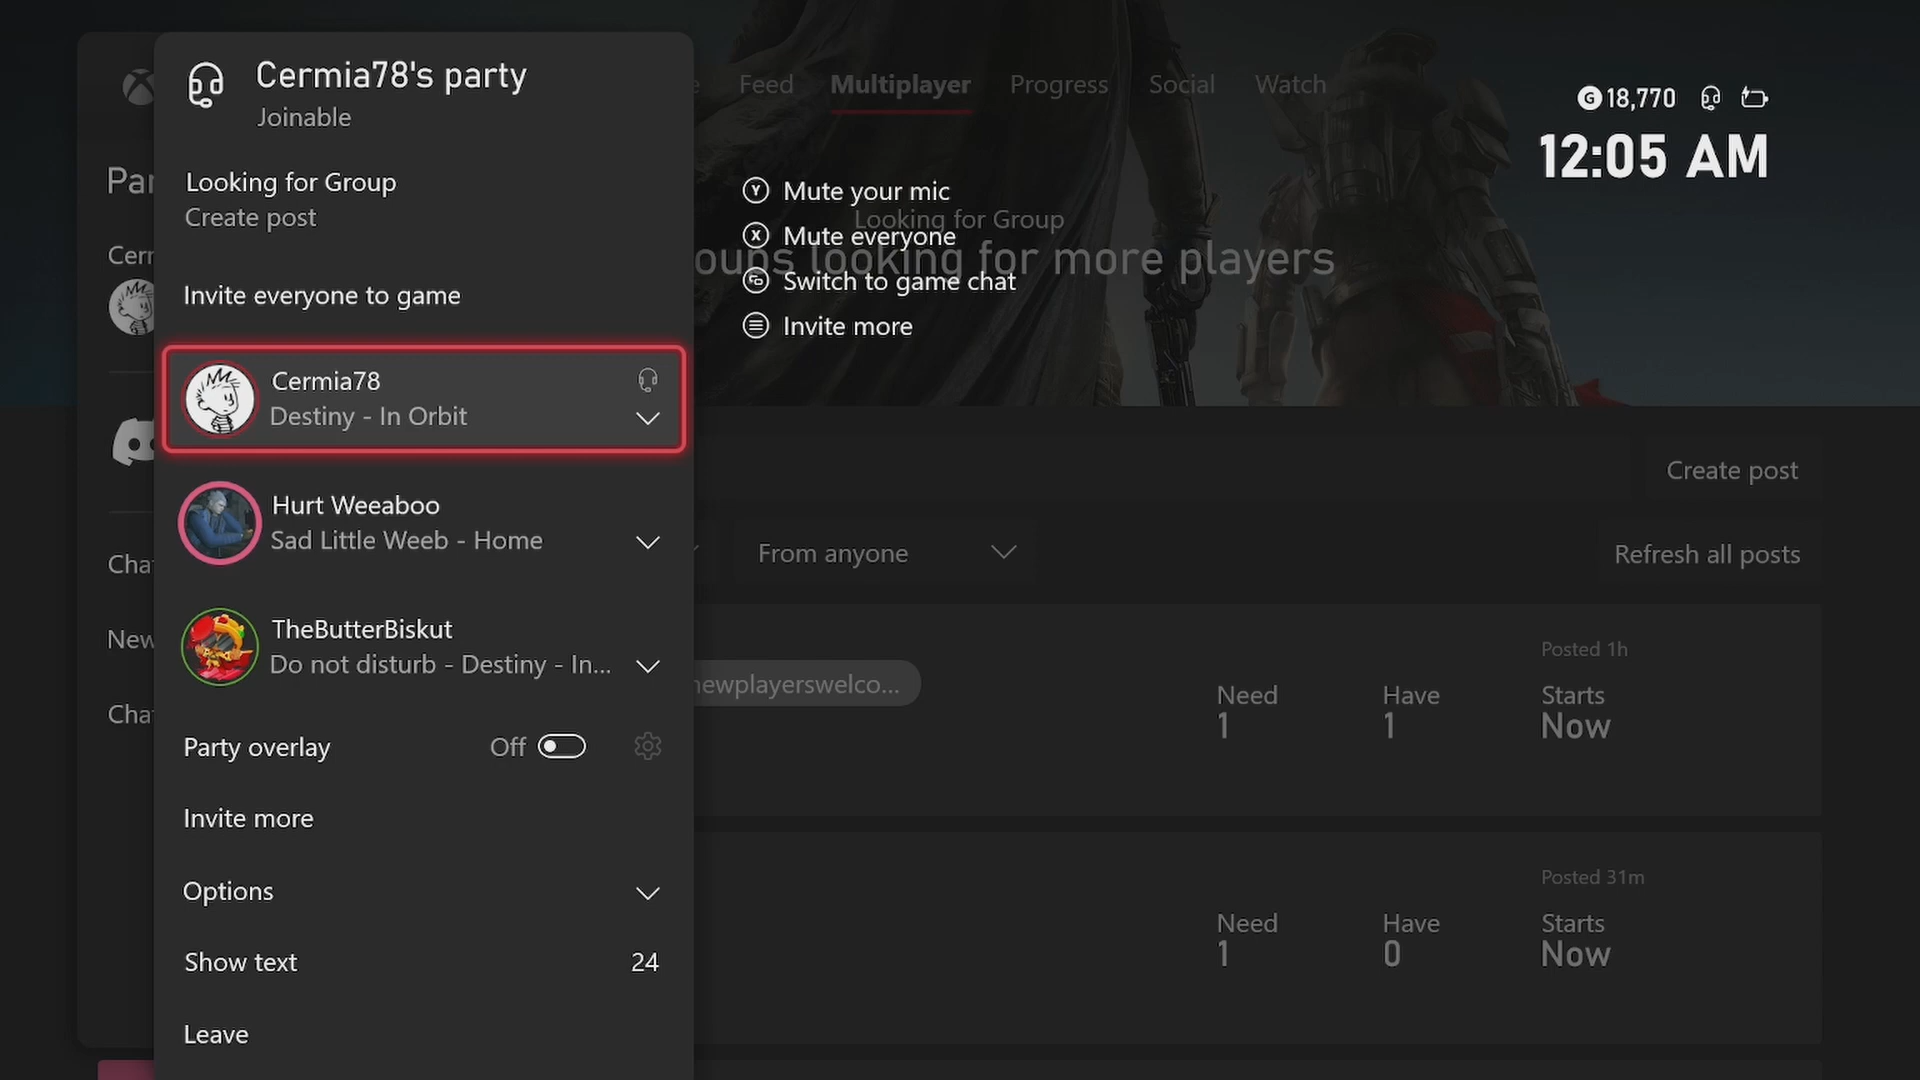 Cermia78's party
Joinable
Looking for Group
Create post
Invite everyone to game
Cermia78
Destiny - In Orbit
Hurt Weeaboo
Sad Little Weeb - Home
TheButterBiskut
Do not disturb - Destiny - In...
Party overlay Off
Invite more
Options
Show text 24
Leave
Feed Multiplayer Progress Social Watch
G 18,770
12:05 AM
Y Mute your mic
X Mute everyone
Switch to game chat
Invite more
Looking for Group
looking for more players
Create post
From anyone
Refresh all posts
newplayerswelco...
Posted 1h
Need Have Starts
1 1 Now
Posted 31m
Need Have Starts
1 0 Now